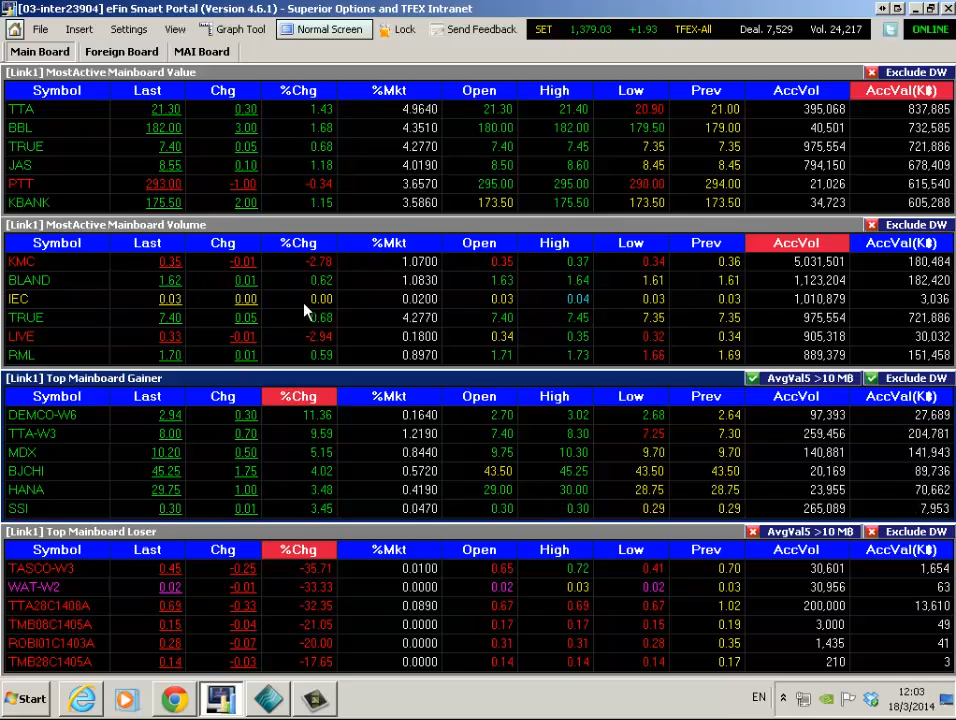 [03-inter23904] eFin Smart Portal (Version 4.6.1) - Superior Options and TFEX Intranet
File Insert Settings View Graph Tool Normal Screen Lock Send Feedback SET 1,379.03 +1.93 TFEX-All Deal. 7,529 Vol. 24,217 ONLINE
Main Board Foreign Board MAI Board
[Link1] MostActive Mainboard Value Exclude DW
Symbol Last Chg %Chg %Mkt Open High Low Prev AccVol AccVal(K฿)
TTA 21.30 0.30 1.43 4.9640 21.30 21.40 20.90 21.00 395,068 837,885
BBL 182.00 3.00 1.68 4.3510 180.00 182.00 179.50 179.00 40,501 732,585
TRUE 7.40 0.05 0.68 4.2770 7.40 7.45 7.35 7.35 975,554 721,886
JAS 8.55 0.10 1.18 4.0190 8.50 8.60 8.45 8.45 794,150 678,409
PTT 293.00 -1.00 -0.34 3.6570 295.00 295.00 290.00 294.00 21,026 615,540
KBANK 175.50 2.00 1.15 3.5860 173.50 175.50 173.50 173.50 34,723 605,288
[Link1] MostActive Mainboard Volume Exclude DW
Symbol Last Chg %Chg %Mkt Open High Low Prev AccVol AccVal(K฿)
KMC 0.35 -0.01 -2.78 1.0700 0.35 0.37 0.34 0.36 5,031,501 180,484
BLAND 1.62 0.01 0.62 1.0830 1.63 1.64 1.61 1.61 1,123,204 182,420
IEC 0.03 0.00 0.00 0.0200 0.03 0.04 0.03 0.03 1,010,879 3,036
TRUE 7.40 0.05 0.68 4.2770 7.40 7.45 7.35 7.35 975,554 721,886
LIVE 0.33 -0.01 -2.94 0.1800 0.34 0.35 0.32 0.34 905,318 30,032
RML 1.70 0.01 0.59 0.8970 1.71 1.73 1.66 1.69 889,379 151,458
[Link1] Top Mainboard Gainer AvgVal5 >10 MB Exclude DW
Symbol Last Chg %Chg %Mkt Open High Low Prev AccVol AccVal(K฿)
DEMCO-W6 2.94 0.30 11.36 0.1640 2.70 3.02 2.68 2.64 97,393 27,689
TTA-W3 8.00 0.70 9.59 1.2190 7.40 8.30 7.25 7.30 259,456 204,781
MDX 10.20 0.50 5.15 0.8440 9.75 10.30 9.70 9.70 140,881 141,943
BJCHI 45.25 1.75 4.02 0.5720 43.50 45.25 43.50 43.50 20,169 89,736
HANA 29.75 1.00 3.48 0.4190 29.00 30.00 28.75 28.75 23,955 70,662
SSI 0.30 0.01 3.45 0.0470 0.30 0.30 0.29 0.29 265,089 7,953
[Link1] Top Mainboard Loser AvgVal5 >10 MB Exclude DW
Symbol Last Chg %Chg %Mkt Open High Low Prev AccVol AccVal(K฿)
TASCO-W3 0.45 -0.25 -35.71 0.0100 0.65 0.72 0.41 0.70 30,601 1,654
WAT-W2 0.02 -0.01 -33.33 0.0000 0.02 0.03 0.02 0.03 30,956 63
TTA28C1408A 0.69 -0.33 -32.35 0.0890 0.67 0.69 0.67 1.02 200,000 13,610
TMB08C1405A 0.15 -0.04 -21.05 0.0000 0.17 0.17 0.15 0.19 3,000 49
ROBI01C1403A 0.28 -0.07 -20.00 0.0000 0.31 0.31 0.28 0.35 1,435 41
TMB28C1405A 0.14 -0.03 -17.65 0.0000 0.14 0.14 0.14 0.17 210 3
Start EN 12:03
18/3/2014